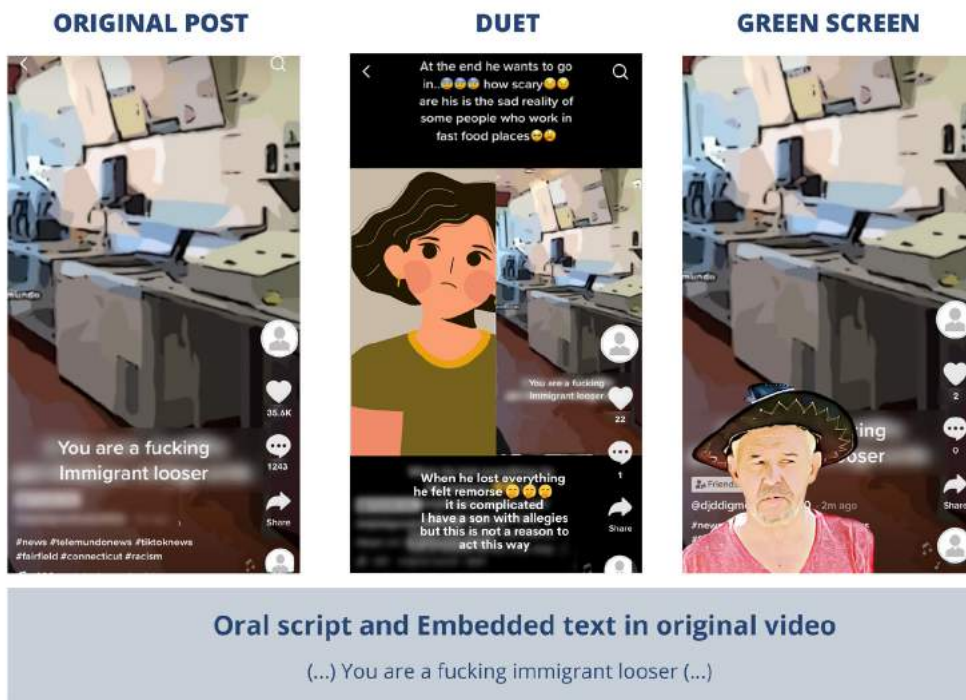 ORIGINAL POST
DUET
GREEN SCREEN
mundo
You are a fucking
Immigrant looser
35.6K
1243
Share
#news #telemundonews #tiktoknews
#fairfield #connecticut #racism
At the end he wants to go
in..😨😨😨 how scary🥺🥺
are his is the sad reality of
some people who work in
fast food places🥺😩
You are a fucking
Immigrant looser
22
1
Share
When he lost everything
he felt remorse
it is complicated
I have a son with allegies
but this is not a reason to
act this way
mundo
2
0
Share
@djddigm
2m ago
Oral script and Embedded text in original video
(...) You are a fucking immigrant looser (...)